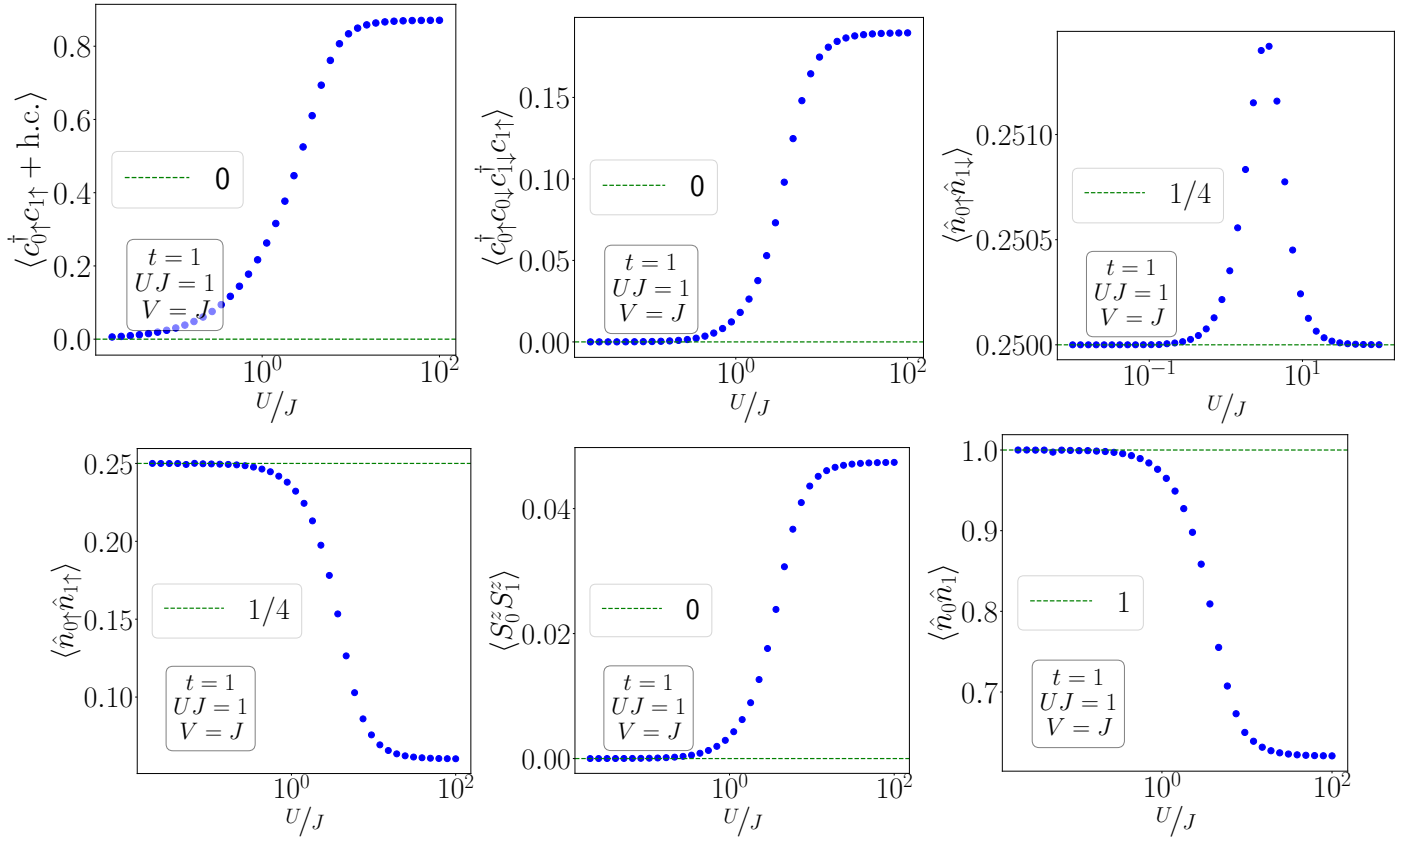 ⟨c†0↑c1↑ + h.c.⟩
0.8
0.6
0.4
0.2
0.0
0
t = 1
UJ = 1
V = J
10^0
10^2
U/J
⟨c†0↑c0↓c†1↓c1↑⟩
0.15
0.10
0.05
0.00
0
t = 1
UJ = 1
V = J
10^0
10^2
U/J
⟨n̂0↑n̂1↓⟩
0.2510
0.2505
0.2500
1/4
t = 1
UJ = 1
V = J
10^−1
10^1
U/J
⟨n̂0↑n̂1↑⟩
0.25
0.20
0.15
0.10
1/4
t = 1
UJ = 1
V = J
10^0
10^2
U/J
⟨S^z_0 S^z_1⟩
0.04
0.02
0.00
0
t = 1
UJ = 1
V = J
10^0
10^2
U/J
⟨n̂0n̂1⟩
1.0
0.9
0.8
0.7
1
t = 1
UJ = 1
V = J
10^0
10^2
U/J